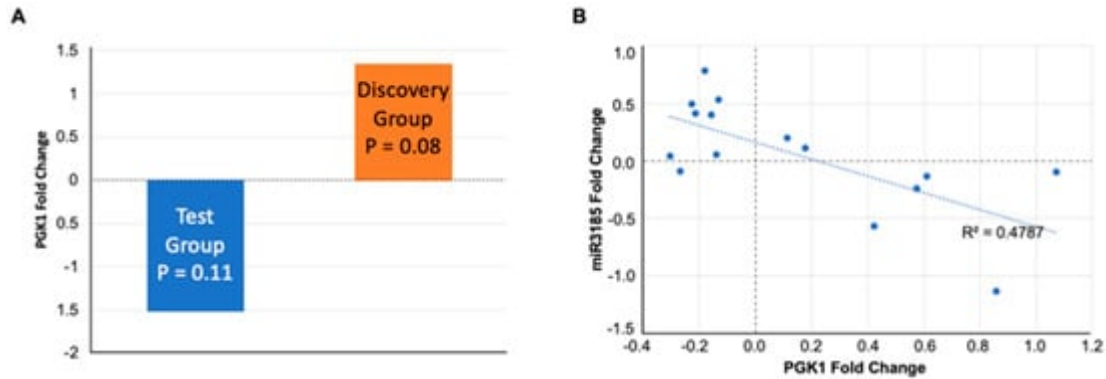 A
1.5
1
0.5
0
0.5
-1
1.5
-2
PGK1 Fold Change
Test
Group
P = 0.11
Discovery
Group
P = 0.08
B
1.0
0.5
0.0
-0.5
-1.0
-1.5
miR3185 Fold Change
R² = 0.4787
-0.4
-0.2
0.0
0.2
0.4
0.6
0.8
1.0
1.2
PGK1 Fold Change